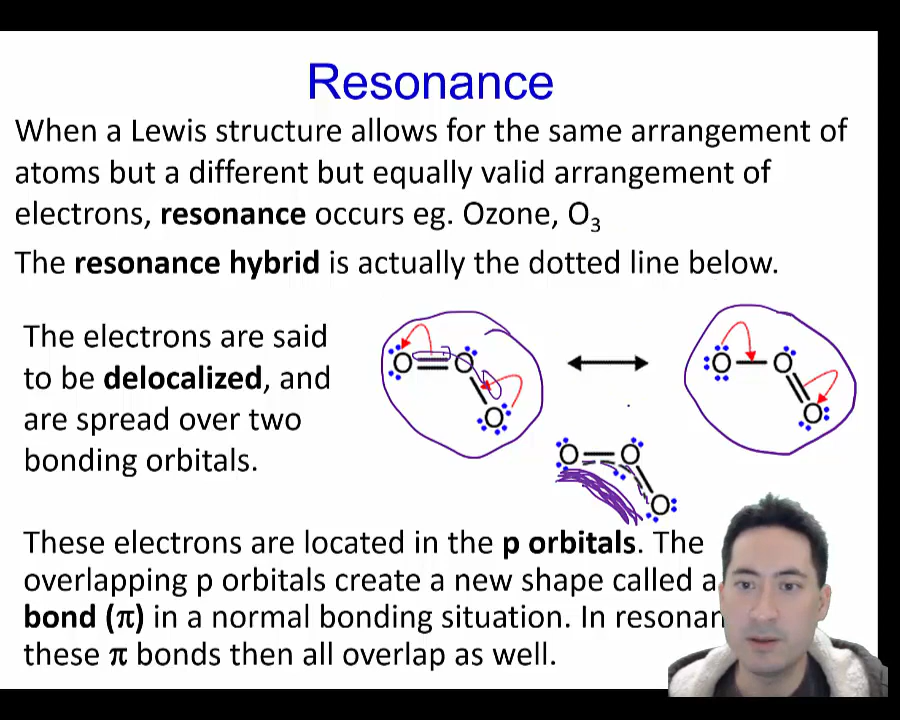 Resonance
When a Lewis structure allows for the same arrangement of
atoms but a different but equally valid arrangement of
electrons, resonance occurs eg. Ozone, O₃
The resonance hybrid is actually the dotted line below.
The electrons are said
to be delocalized, and
are spread over two
bonding orbitals.
O O O
O O O
O O O
These electrons are located in the p orbitals. The
overlapping p orbitals create a new shape called a
bond (π) in a normal bonding situation. In resonan
these π bonds then all overlap as well.